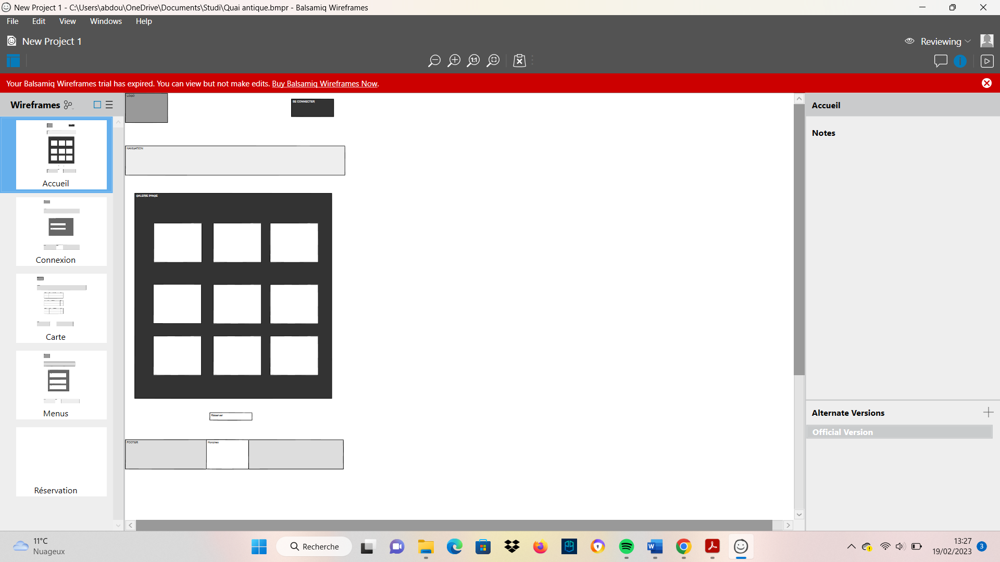 New Project 1 - C:\Users\abdou\OneDrive\Documents\Studi\Quai antique.bmpr - Balsamiq Wireframes
File Edit View Windows Help
New Project 1
Reviewing
1:1
Your Balsamiq Wireframes trial has expired. You can view but not make edits. Buy Balsamiq Wireframes Now.
Wireframes
Accueil
Connexion
Carte
Menus
Réservation
LOGO
SE CONNECTER
NAVIGATION
GALERIE IMAGE
Réserver
FOOTER
Horaires
Accueil
Notes
Alternate Versions
Official Version
11°C
Nuageux
Recherche
13:27
19/02/2023
3